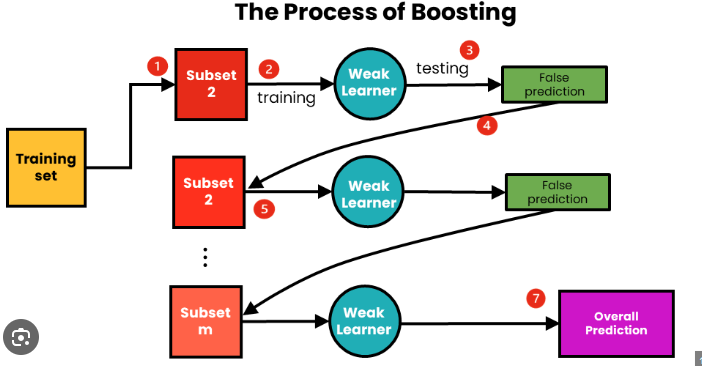 The Process of Boosting
1
Subset
2
2
training
Weak
Learner
3
testing
False
prediction
4
Training
set
Subset
2
5
Weak
Learner
False
prediction
Subset
m
Weak
Learner
7
Overall
Prediction